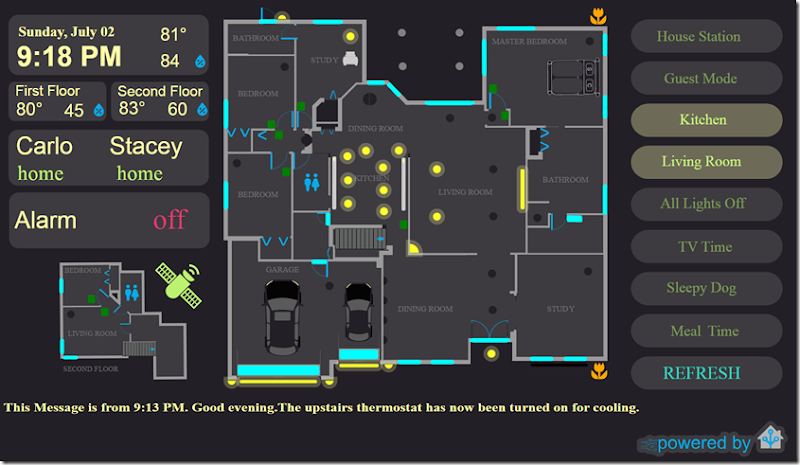 Sunday, July 02
81°
9:18 PM
84
First Floor
80° 45
Second Floor
83° 60
Carlo
home
Stacey
home
Alarm off
BEDROOM
LIVING ROOM
SECOND FLOOR
BATHROOM
STUDY
MASTER BEDROOM
BEDROOM
DINING ROOM
KITCHEN
LIVING ROOM
BATHROOM
BEDROOM
GARAGE
DINING ROOM
STUDY
House Station
Guest Mode
Kitchen
Living Room
All Lights Off
TV Time
Sleepy Dog
Meal Time
REFRESH
This Message is from 9:13 PM. Good evening.The upstairs thermostat has now been turned on for cooling.
powered by